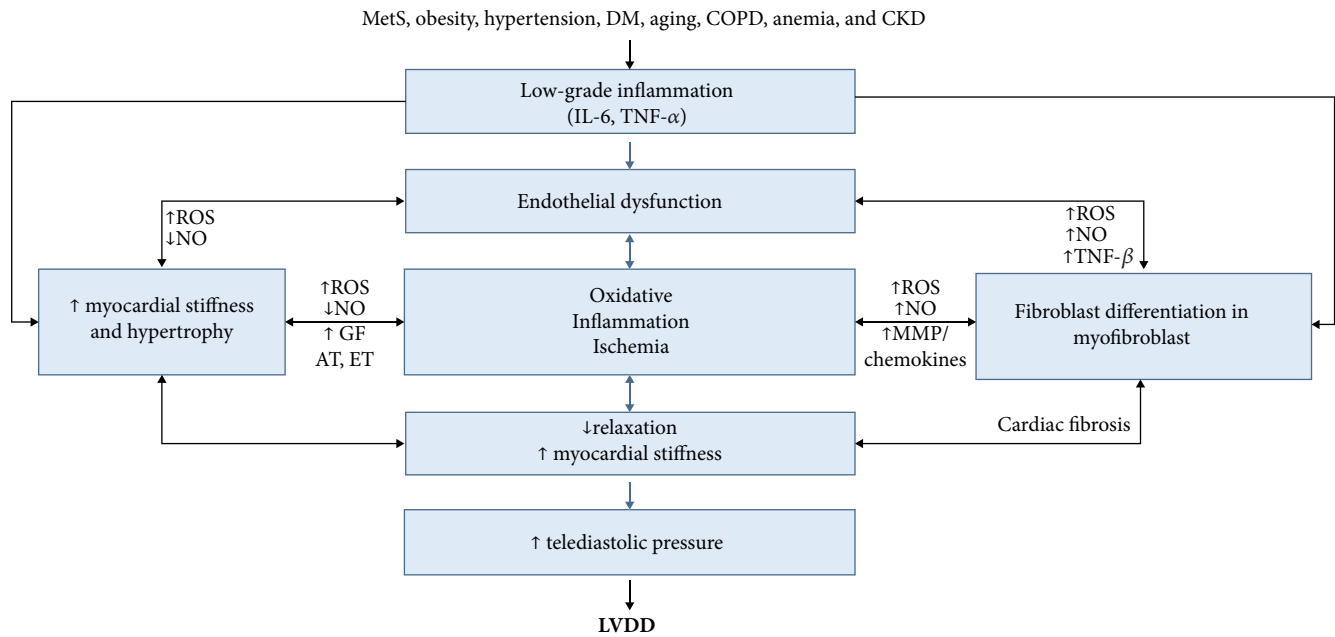 MetS, obesity, hypertension, DM, aging, COPD, anemia, and CKD
Low-grade inflammation
(IL-6, TNF-α)
Endothelial dysfunction
↑ROS
↓NO
↑ROS
↑NO
↑TNF-β
↑ myocardial stiffness
and hypertrophy
↑ROS
↓NO
↑ GF
AT, ET
Oxidative
Inflammation
Ischemia
↑ROS
↑NO
↑MMP/
chemokines
Fibroblast differentiation in
myofibroblast
↓relaxation
↑ myocardial stiffness
Cardiac fibrosis
↑ telediastolic pressure
LVDD